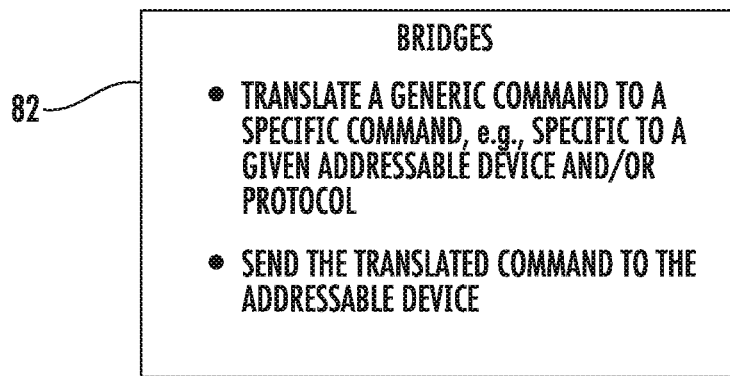 BRIDGES
82
● TRANSLATE A GENERIC COMMAND TO A
SPECIFIC COMMAND, e.g., SPECIFIC TO A
GIVEN ADDRESSABLE DEVICE AND/OR
PROTOCOL
● SEND THE TRANSLATED COMMAND TO THE
ADDRESSABLE DEVICE